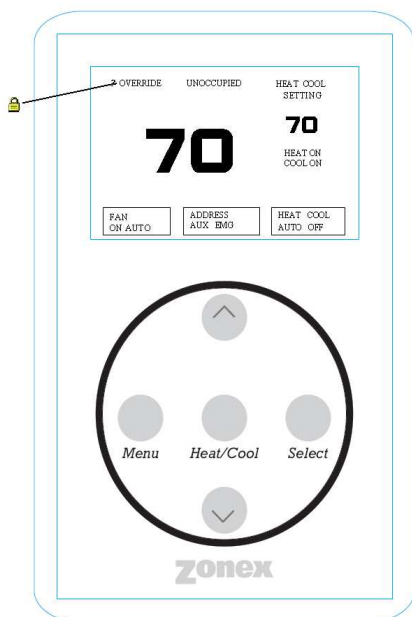 OVERRIDE UNOCCUPIED HEAT COOL
SETTING
70
70
HEAT ON
COOL ON
FAN
ON AUTO
ADDRESS
AUX EMG
HEAT COOL
AUTO OFF
Menu Heat/Cool Select
zonex